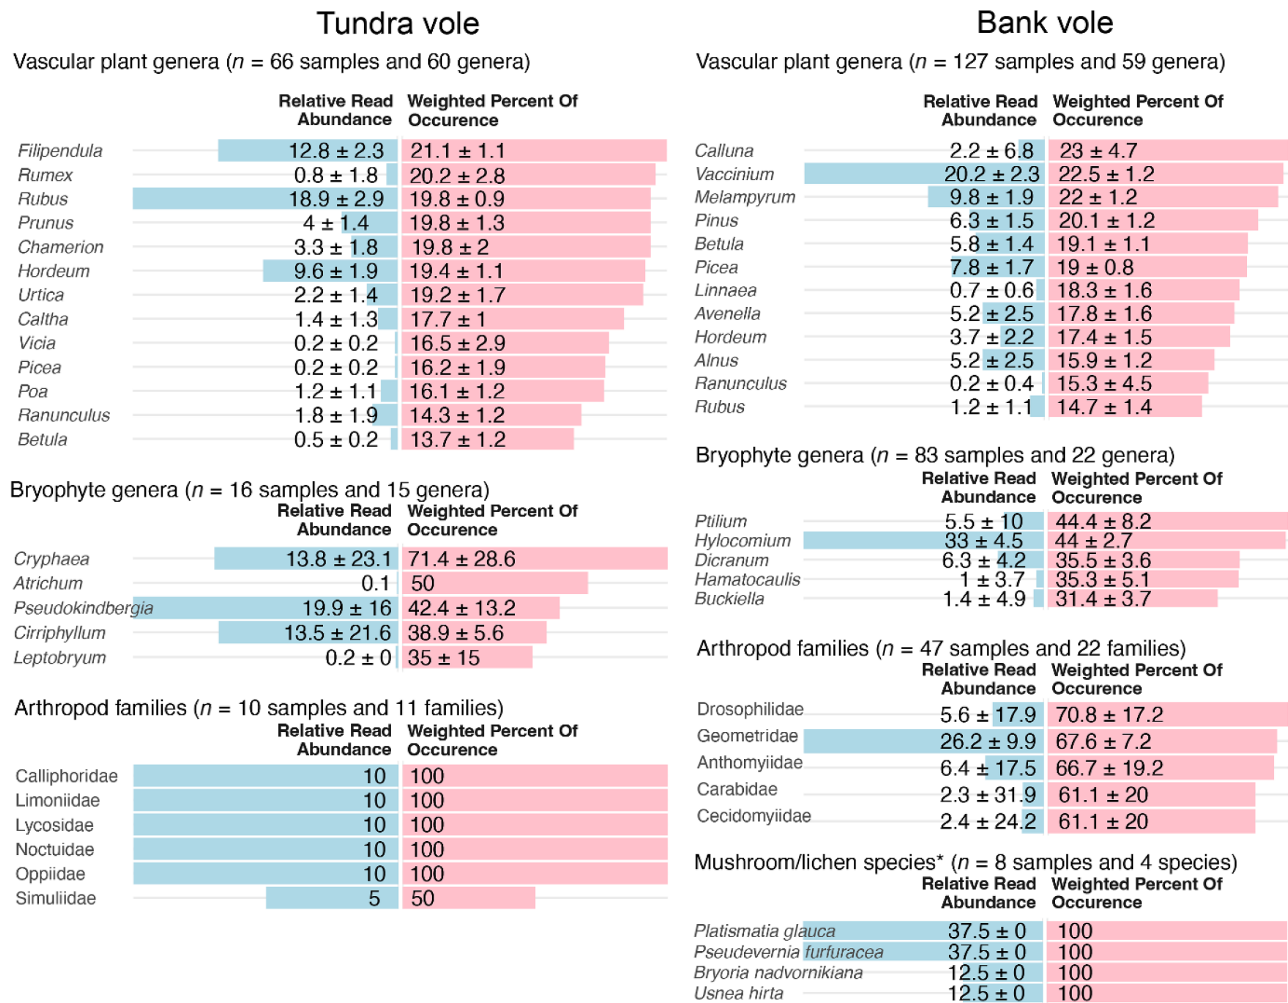 Tundra vole
Vascular plant genera (n = 66 samples and 60 genera)
Relative Read Abundance
Weighted Percent Of Occurence
Filipendula 12.8 ± 2.3 21.1 ± 1.1
Rumex 0.8 ± 1.8 20.2 ± 2.8
Rubus 18.9 ± 2.9 19.8 ± 0.9
Prunus 4 ± 1.4 19.8 ± 1.3
Chamerion 3.3 ± 1.8 19.8 ± 2
Hordeum 9.6 ± 1.9 19.4 ± 1.1
Urtica 2.2 ± 1.4 19.2 ± 1.7
Caltha 1.4 ± 1.3 17.7 ± 1
Vicia 0.2 ± 0.2 16.5 ± 2.9
Picea 0.2 ± 0.2 16.2 ± 1.9
Poa 1.2 ± 1.1 16.1 ± 1.2
Ranunculus 1.8 ± 1.9 14.3 ± 1.2
Betula 0.5 ± 0.2 13.7 ± 1.2
Bryophyte genera (n = 16 samples and 15 genera)
Relative Read Abundance
Weighted Percent Of Occurence
Cryphaea 13.8 ± 23.1 71.4 ± 28.6
Atrichum 0.1 50
Pseudokindbergia 19.9 ± 16 42.4 ± 13.2
Cirriphyllum 13.5 ± 21.6 38.9 ± 5.6
Leptobryum 0.2 ± 0 35 ± 15
Arthropod families (n = 10 samples and 11 families)
Relative Read Abundance
Weighted Percent Of Occurence
Calliphoridae 10 100
Limoniidae 10 100
Lycosidae 10 100
Noctuidae 10 100
Oppiidae 10 100
Simuliidae 5 50
Bank vole
Vascular plant genera (n = 127 samples and 59 genera)
Relative Read Abundance
Weighted Percent Of Occurence
Calluna 2.2 ± 6.8 23 ± 4.7
Vaccinium 20.2 ± 2.3 22.5 ± 1.2
Melampyrum 9.8 ± 1.9 22 ± 1.2
Pinus 6.3 ± 1.5 20.1 ± 1.2
Betula 5.8 ± 1.4 19.1 ± 1.1
Picea 7.8 ± 1.7 19 ± 0.8
Linnaea 0.7 ± 0.6 18.3 ± 1.6
Avenella 5.2 ± 2.5 17.8 ± 1.6
Hordeum 3.7 ± 2.2 17.4 ± 1.5
Alnus 5.2 ± 2.5 15.9 ± 1.2
Ranunculus 0.2 ± 0.4 15.3 ± 4.5
Rubus 1.2 ± 1.1 14.7 ± 1.4
Bryophyte genera (n = 83 samples and 22 genera)
Relative Read Abundance
Weighted Percent Of Occurence
Ptilium 5.5 ± 10 44.4 ± 8.2
Hylocomium 33 ± 4.5 44 ± 2.7
Dicranum 6.3 ± 4.2 35.5 ± 3.6
Hamatocaulis 1 ± 3.7 35.3 ± 5.1
Buckiella 1.4 ± 4.9 31.4 ± 3.7
Arthropod families (n = 47 samples and 22 families)
Relative Read Abundance
Weighted Percent Of Occurence
Drosophilidae 5.6 ± 17.9 70.8 ± 17.2
Geometridae 26.2 ± 9.9 67.6 ± 7.2
Anthomyiidae 6.4 ± 17.5 66.7 ± 19.2
Carabidae 2.3 ± 31.9 61.1 ± 20
Cecidomyiidae 2.4 ± 24.2 61.1 ± 20
Mushroom/lichen species* (n = 8 samples and 4 species)
Relative Read Abundance
Weighted Percent Of Occurence
Platismatia glauca 37.5 ± 0 100
Pseudevernia furfuracea 37.5 ± 0 100
Bryoria nadvornikiana 12.5 ± 0 100
Usnea hirta 12.5 ± 0 100